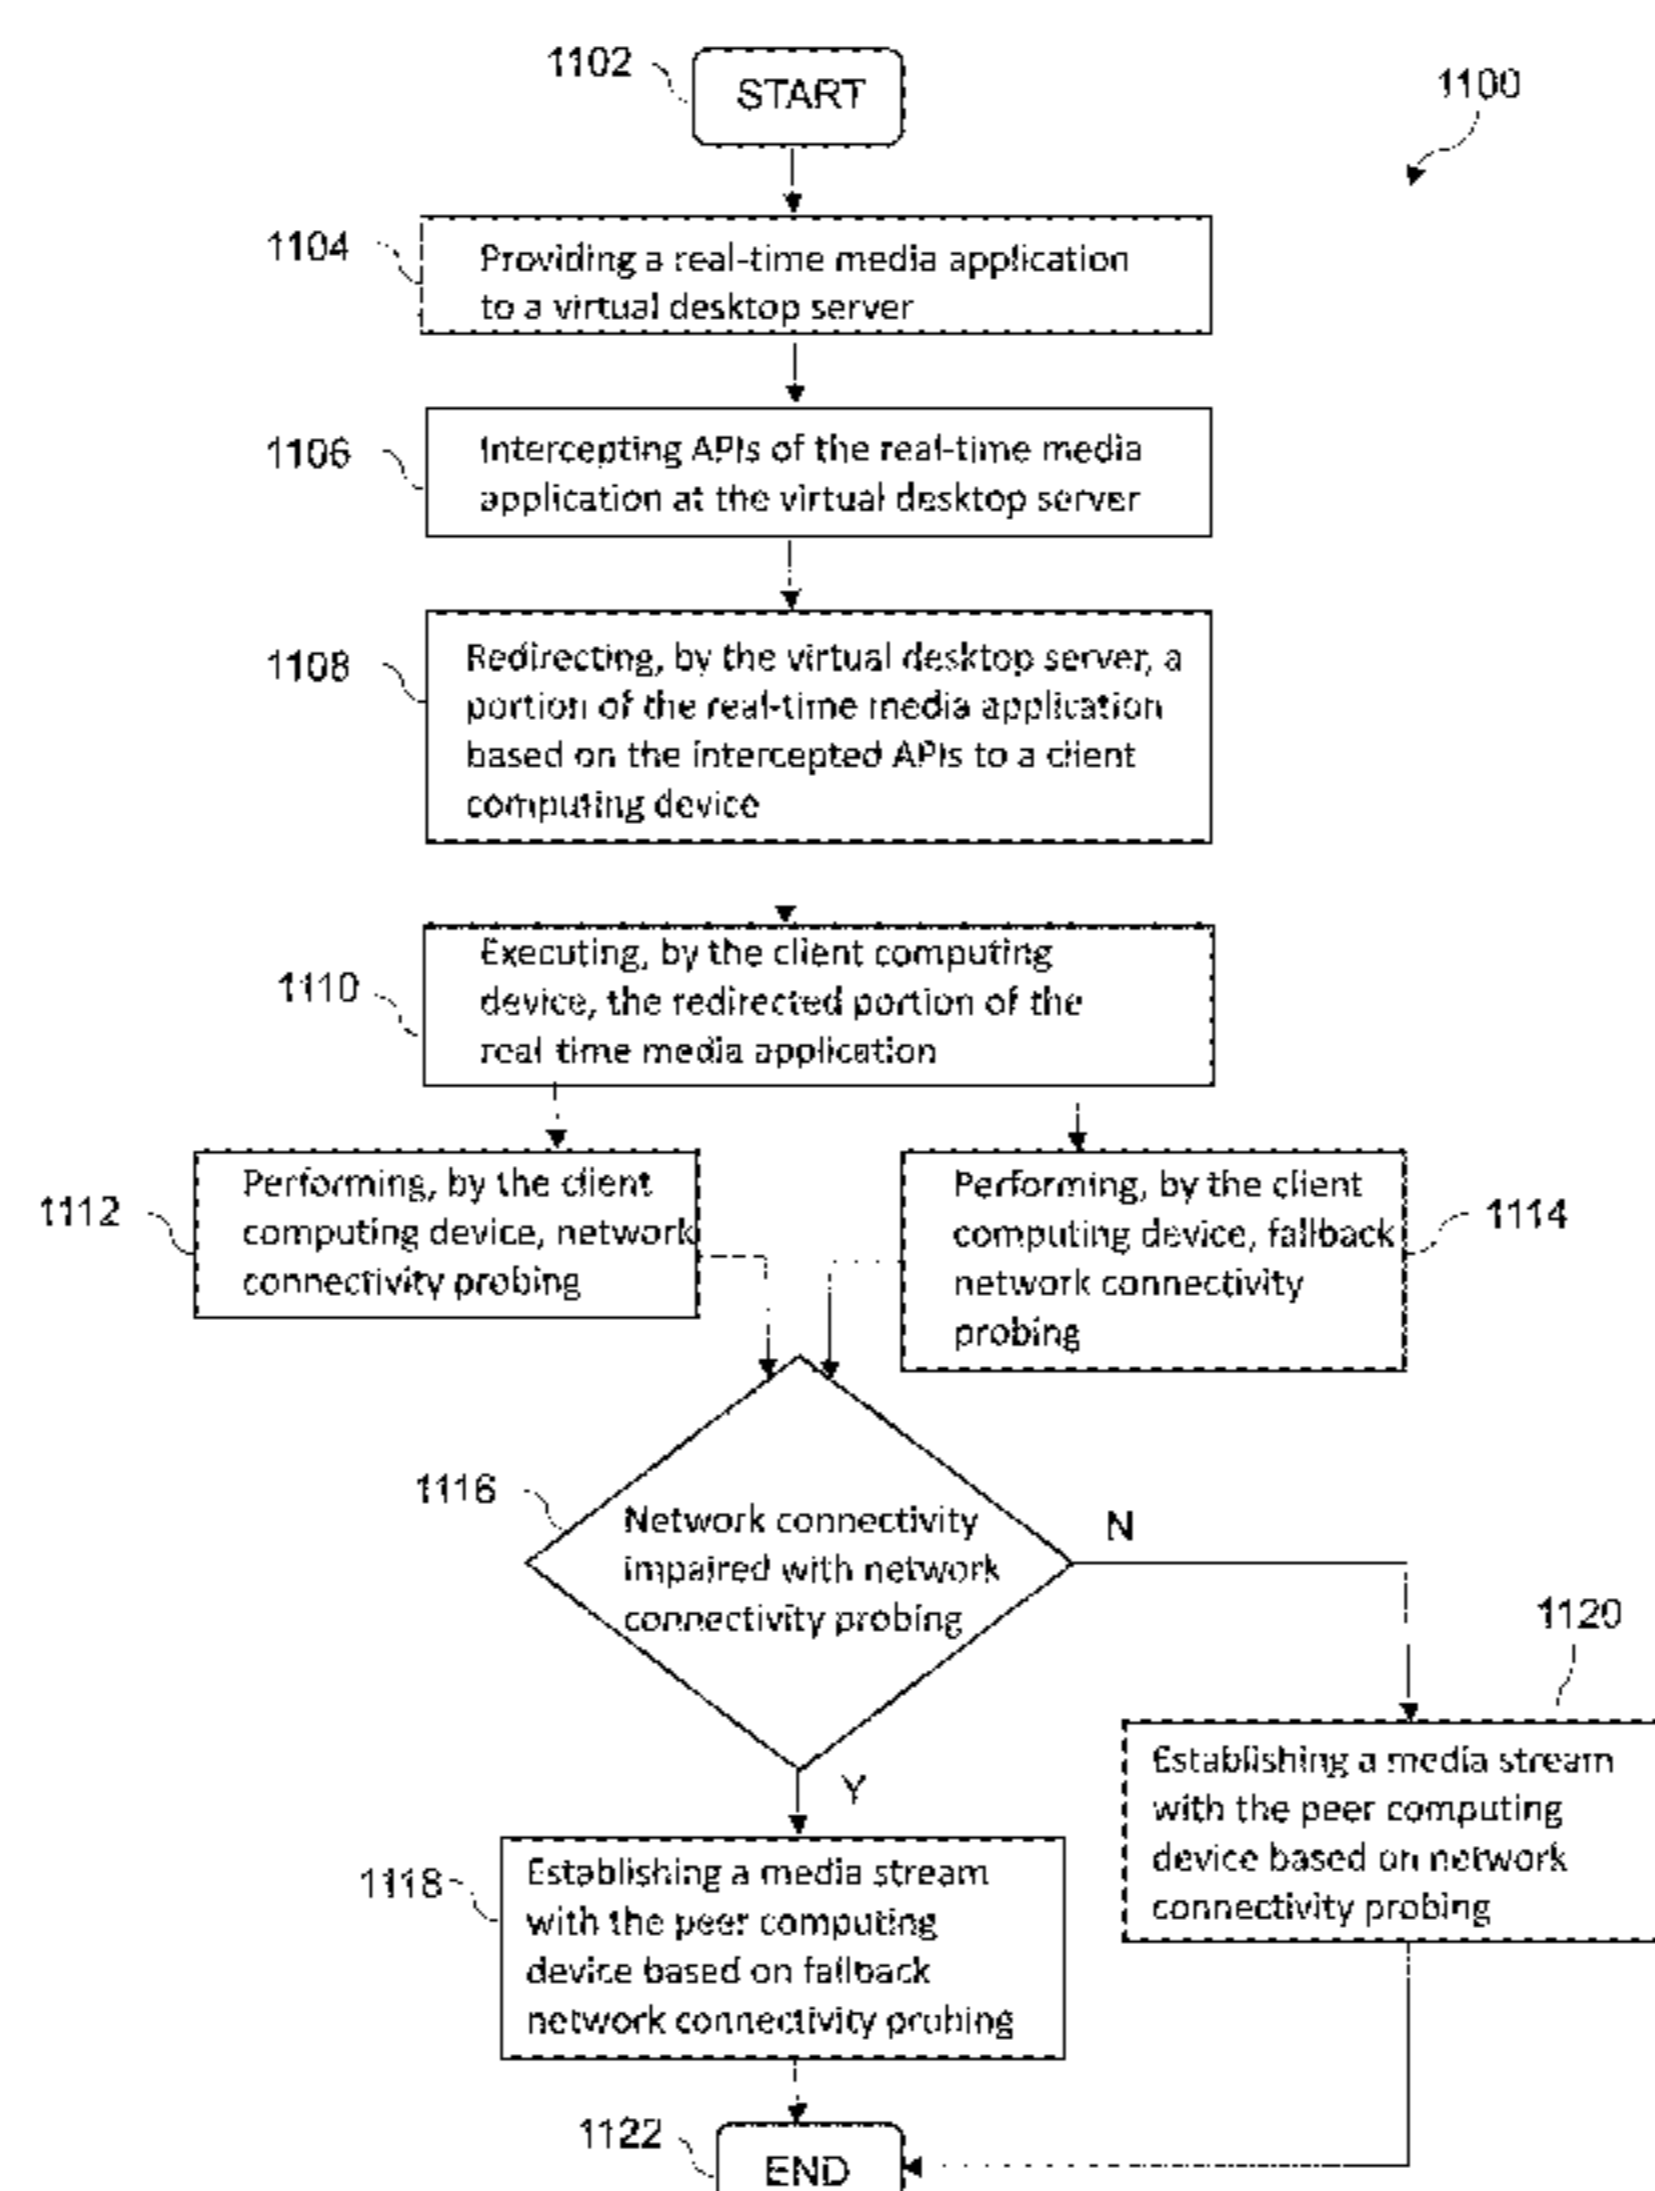 1102
START
1100
1104
Providing a real-time media application
to a virtual desktop server
1106
Intercepting APIs of the real-time media
application at the virtual desktop server
1108
Redirecting, by the virtual desktop server, a
portion of the real-time media application
based on the intercepted APIs to a client
computing device
1110
Executing, by the client computing
device, the redirected portion of the
real time media application
1112
Performing, by the client
computing device, network
connectivity probing
Performing, by the client
computing device, fallback
network connectivity
probing
1114
1116
Network connectivity
impaired with network
connectivity probing
N
Y
1120
Establishing a media stream
with the peer computing
device based on network
connectivity probing
1118
Establishing a media stream
with the peer computing
device based on fallback
network connectivity probing
1122
END